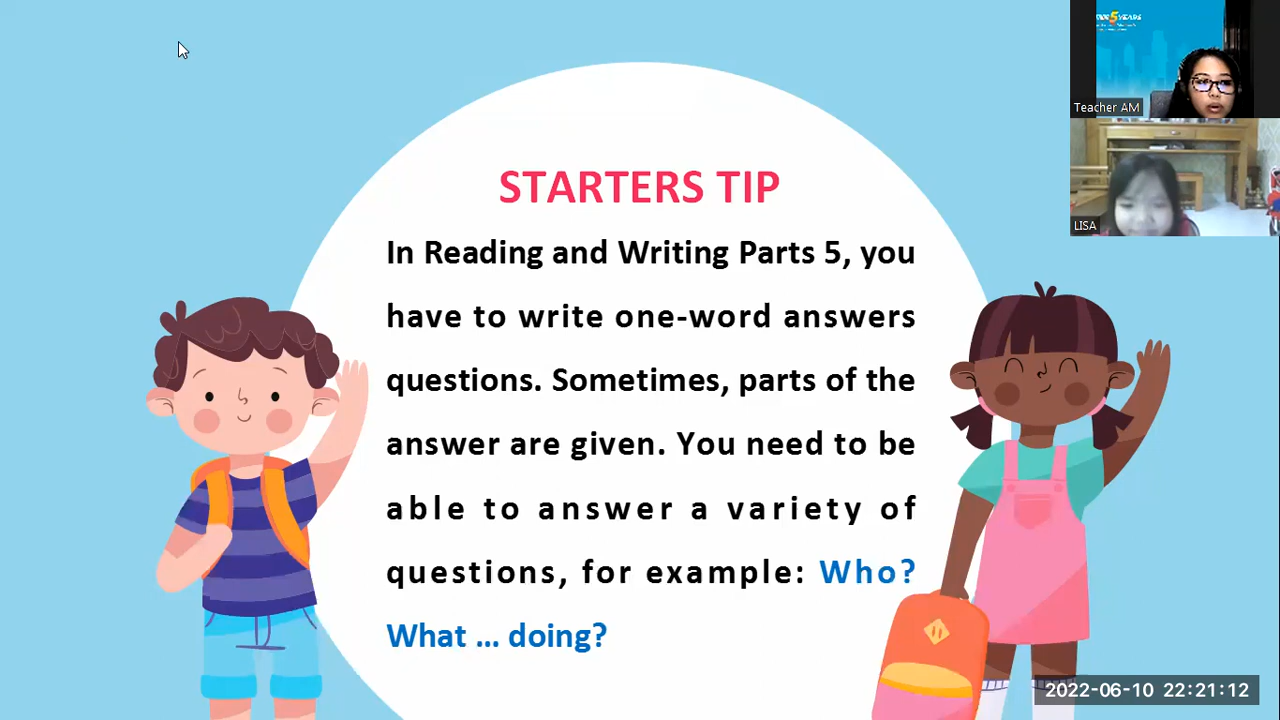 5 YEARS
Teacher AM
LISA
STARTERS TIP
In Reading and Writing Parts 5, you
have to write one-word answers
questions. Sometimes, parts of the
answer are given. You need to be
able to answer a variety of
questions, for example: Who?
What ... doing?
2022-06-10 22:21:12